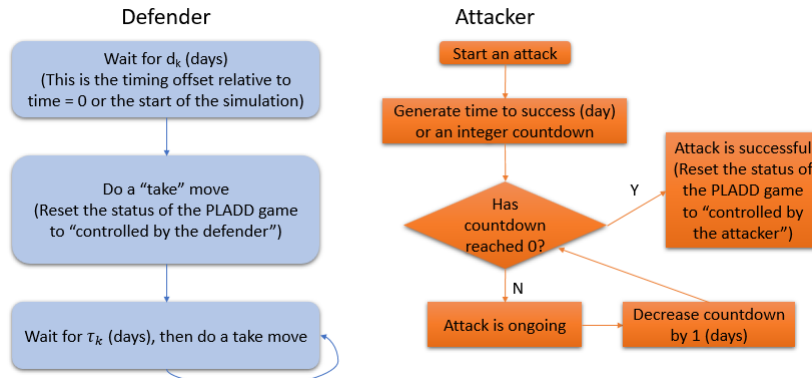 Defender
Wait for dₖ (days)
(This is the timing offset relative to
time = 0 or the start of the simulation)
Do a “take” move
(Reset the status of the PLADD game
to “controlled by the defender”)
Wait for τₖ (days), then do a take move
Attacker
Start an attack
Generate time to success (day)
or an integer countdown
Has
countdown
reached 0?
Y
Attack is successful
(Reset the status of
the PLADD game
to “controlled by
the attacker”)
N
Attack is ongoing
Decrease countdown
by 1 (days)